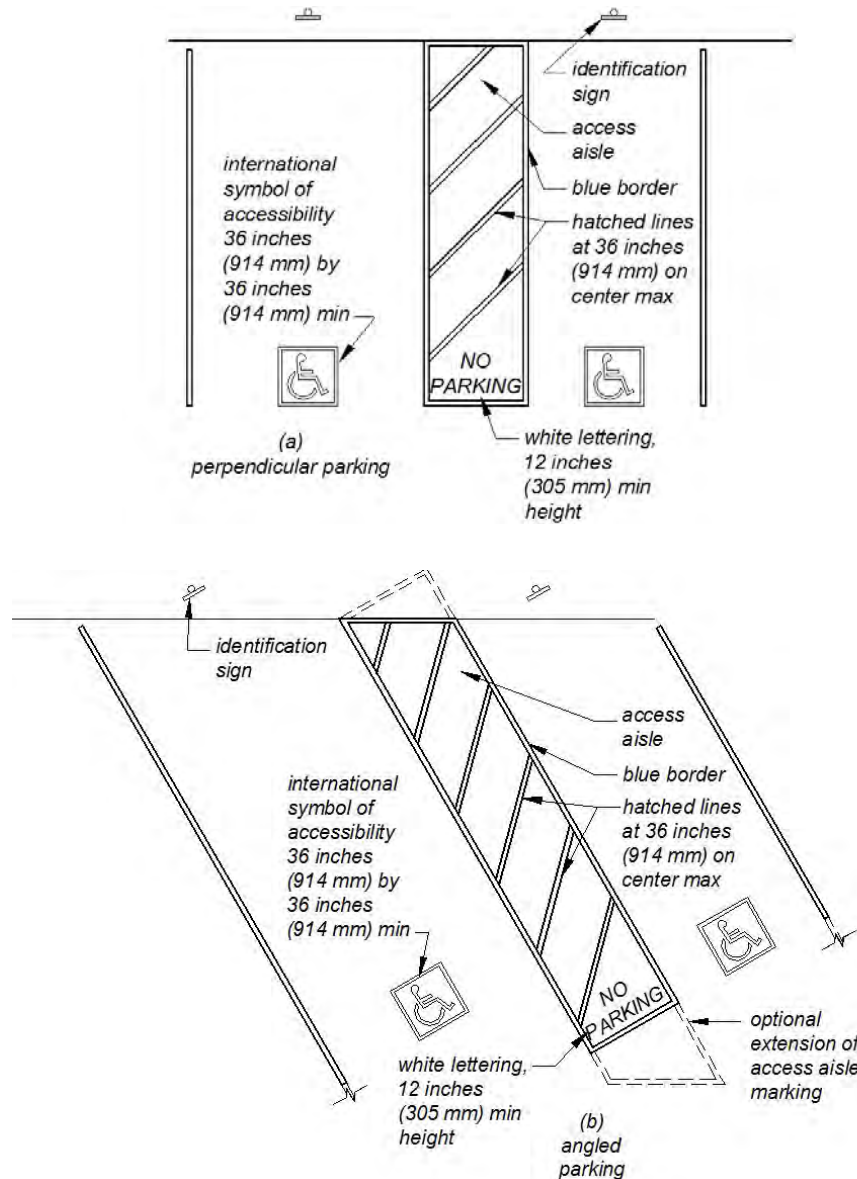 identification
sign
access
aisle
blue border
hatched lines
at 36 inches
(914 mm) on
center max
international
symbol of
accessibility
36 inches
(914 mm) by
36 inches
(914 mm) min
NO
PARKING
(a)
perpendicular parking
white lettering,
12 inches
(305 mm) min
height
identification
sign
access
aisle
blue border
hatched lines
at 36 inches
(914 mm) on
center max
international
symbol of
accessibility
36 inches
(914 mm) by
36 inches
(914 mm) min
NO
PARKING
optional
extension of
access aisle
marking
white lettering,
12 inches
(305 mm) min
height
(b)
angled
parking